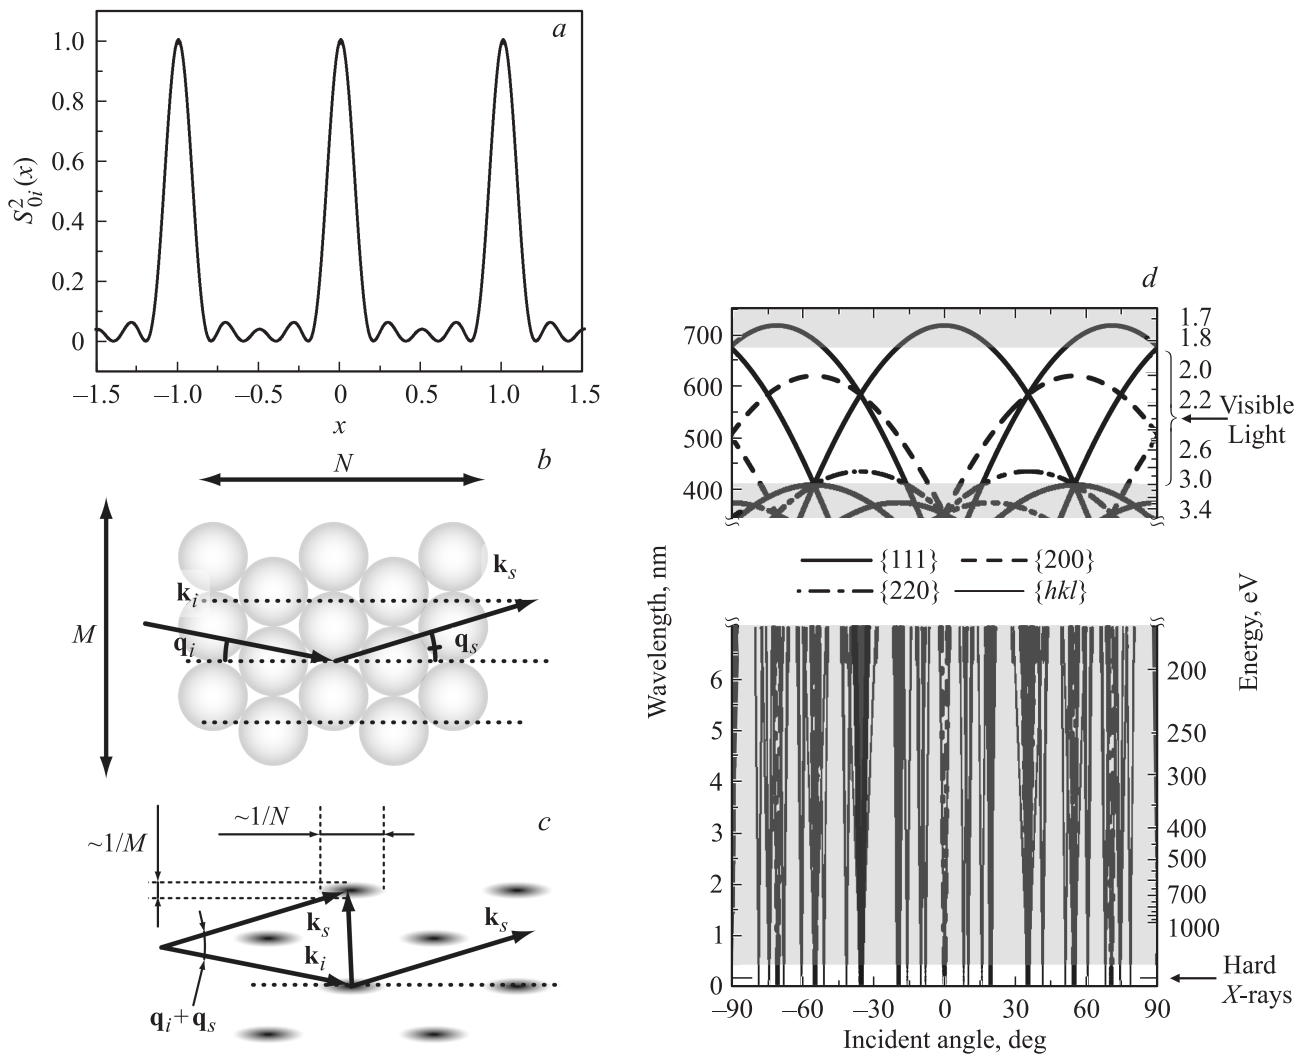 a
1.0
0.8
0.6
0.4
0.2
0
S²₀ᵢ(x)
–1.5 –1.0 –0.5 0 0.5 1.0 1.5
x
b
N
M
kᵢ
kₛ
qᵢ
qₛ
c
~1/N
~1/M
kₛ
kₛ
kᵢ
qᵢ+qₛ
d
700
600
500
400
1.7
1.8
2.0
2.2
2.6
3.0
3.4
Visible
Light
{111} {200}
{220} {hkl}
Wavelength, nm
Energy, eV
6
5
4
3
2
1
0
200
250
300
400
500
700
1000
Hard
X-rays
–90 –60 –30 0 30 60 90
Incident angle, deg